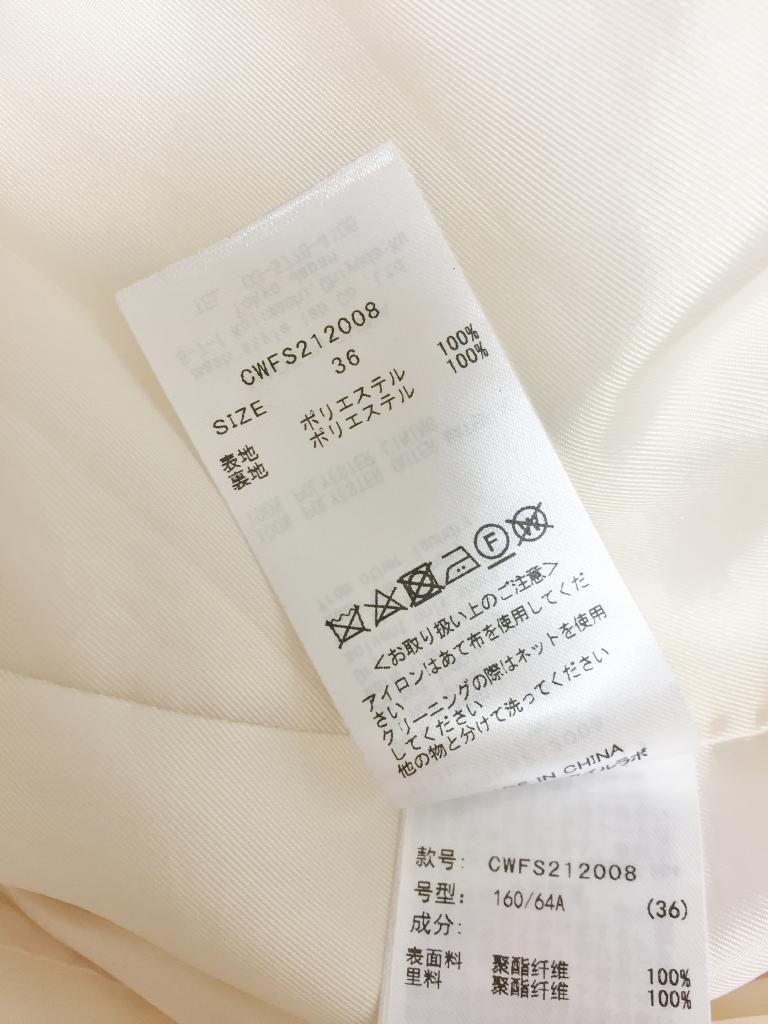 CWFS212008
SIZE 36
表地 ポリエステル 100%
裏地 ポリエステル 100%
F
W
<お取り扱い上のご注意>
アイロンはあて布を使用してくだ
さい
クリーニングの際はネットを使用
してください
他の物と分けて洗ってください
IN CHINA
款号: CWFS212008
号型: 160/64A (36)
成分:
表面料 聚酯纤维 100%
里料 聚酯纤维 100%